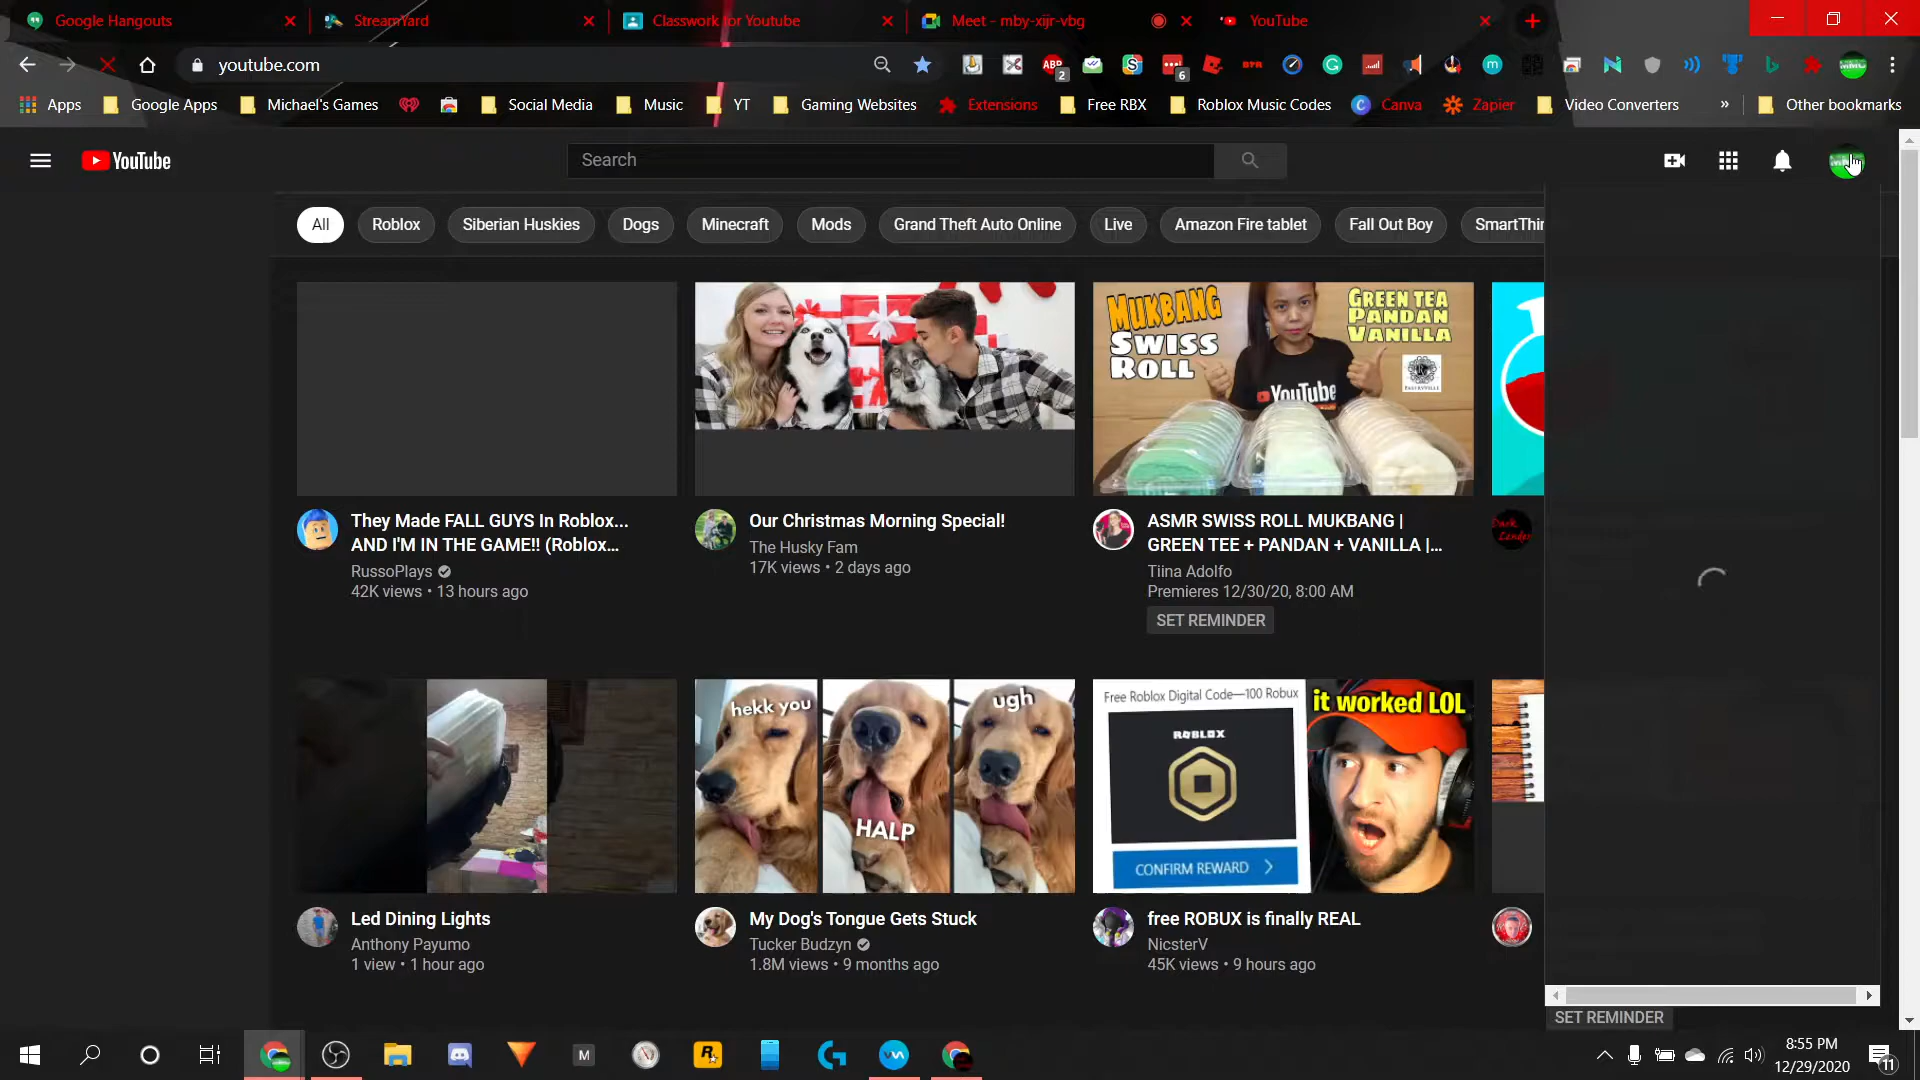 Google Hangouts
StreamYard
Classwork for Youtube
Meet - mby-xijr-vbg
YouTube
youtube.com
ABP
2
6
BTR
Apps
Google Apps
Michael's Games
Social Media
Music
YT
Gaming Websites
Extensions
Free RBX
Roblox Music Codes
Canva
Zapier
Video Converters
»
Other bookmarks
YouTube
Search
All
Roblox
Siberian Huskies
Dogs
Minecraft
Mods
Grand Theft Auto Online
Live
Amazon Fire tablet
Fall Out Boy
SmartThin
MUKBANG
SWISS
ROLL
GREEN TEA
PANDAN
VANILLA
YouTube
They Made FALL GUYS In Roblox...
AND I'M IN THE GAME!! (Roblox...
RussoPlays
42K views • 13 hours ago
Our Christmas Morning Special!
The Husky Fam
17K views • 2 days ago
ASMR SWISS ROLL MUKBANG |
GREEN TEE + PANDAN + VANILLA |...
Tiina Adolfo
Premieres 12/30/20, 8:00 AM
SET REMINDER
Dark
hekk you
HALP
ugh
Free Roblox Digital Code—100 Robux
ROBLOX
CONFIRM REWARD
it worked LOL
Led Dining Lights
Anthony Payumo
1 view • 1 hour ago
My Dog's Tongue Gets Stuck
Tucker Budzyn
1.8M views • 9 months ago
free ROBUX is finally REAL
NicsterV
45K views • 9 hours ago
SET REMINDER
M
8:55 PM
12/29/2020
11